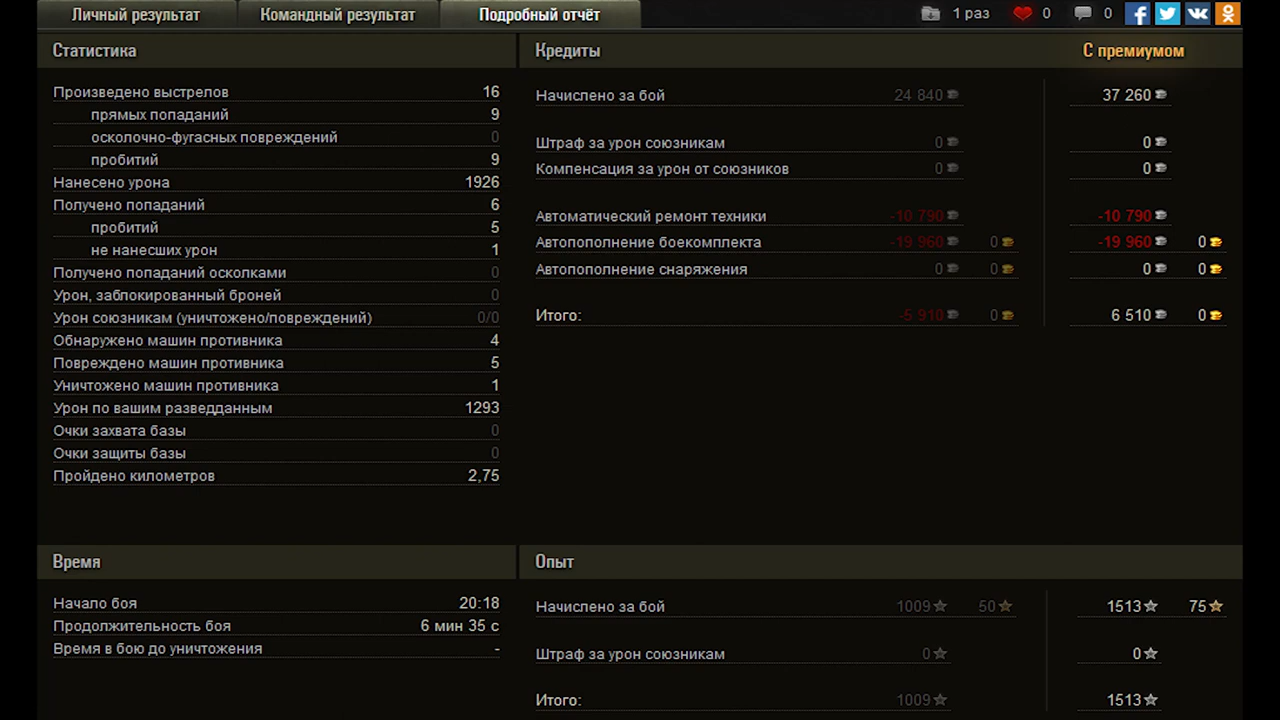 Личный результат Командный результат Подробный отчёт 1 раз 0 0
Статистика
Произведено выстрелов 16
прямых попаданий 9
осколочно-фугасных повреждений 0
пробитий 9
Нанесено урона 1926
Получено попаданий 6
пробитий 5
не нанесших урон 1
Получено попаданий осколками 0
Урон, заблокированный броней 0
Урон союзникам (уничтожено/повреждений) 0/0
Обнаружено машин противника 4
Повреждено машин противника 5
Уничтожено машин противника 1
Урон по вашим разведданным 1293
Очки захвата базы 0
Очки защиты базы 0
Пройдено километров 2,75
Кредиты С премиумом
Начислено за бой 24 840 37 260
Штраф за урон союзникам 0 0
Компенсация за урон от союзников 0 0
Автоматический ремонт техники -10 790 -10 790
Автопополнение боекомплекта -19 960 0 -19 960 0
Автопополнение снаряжения 0 0 0 0
Итого: -5 910 0 6 510 0
Время
Начало боя 20:18
Продолжительность боя 6 мин 35 с
Время в бою до уничтожения -
Опыт
Начислено за бой 1009 50 1513 75
Штраф за урон союзникам 0 0
Итого: 1009 1513